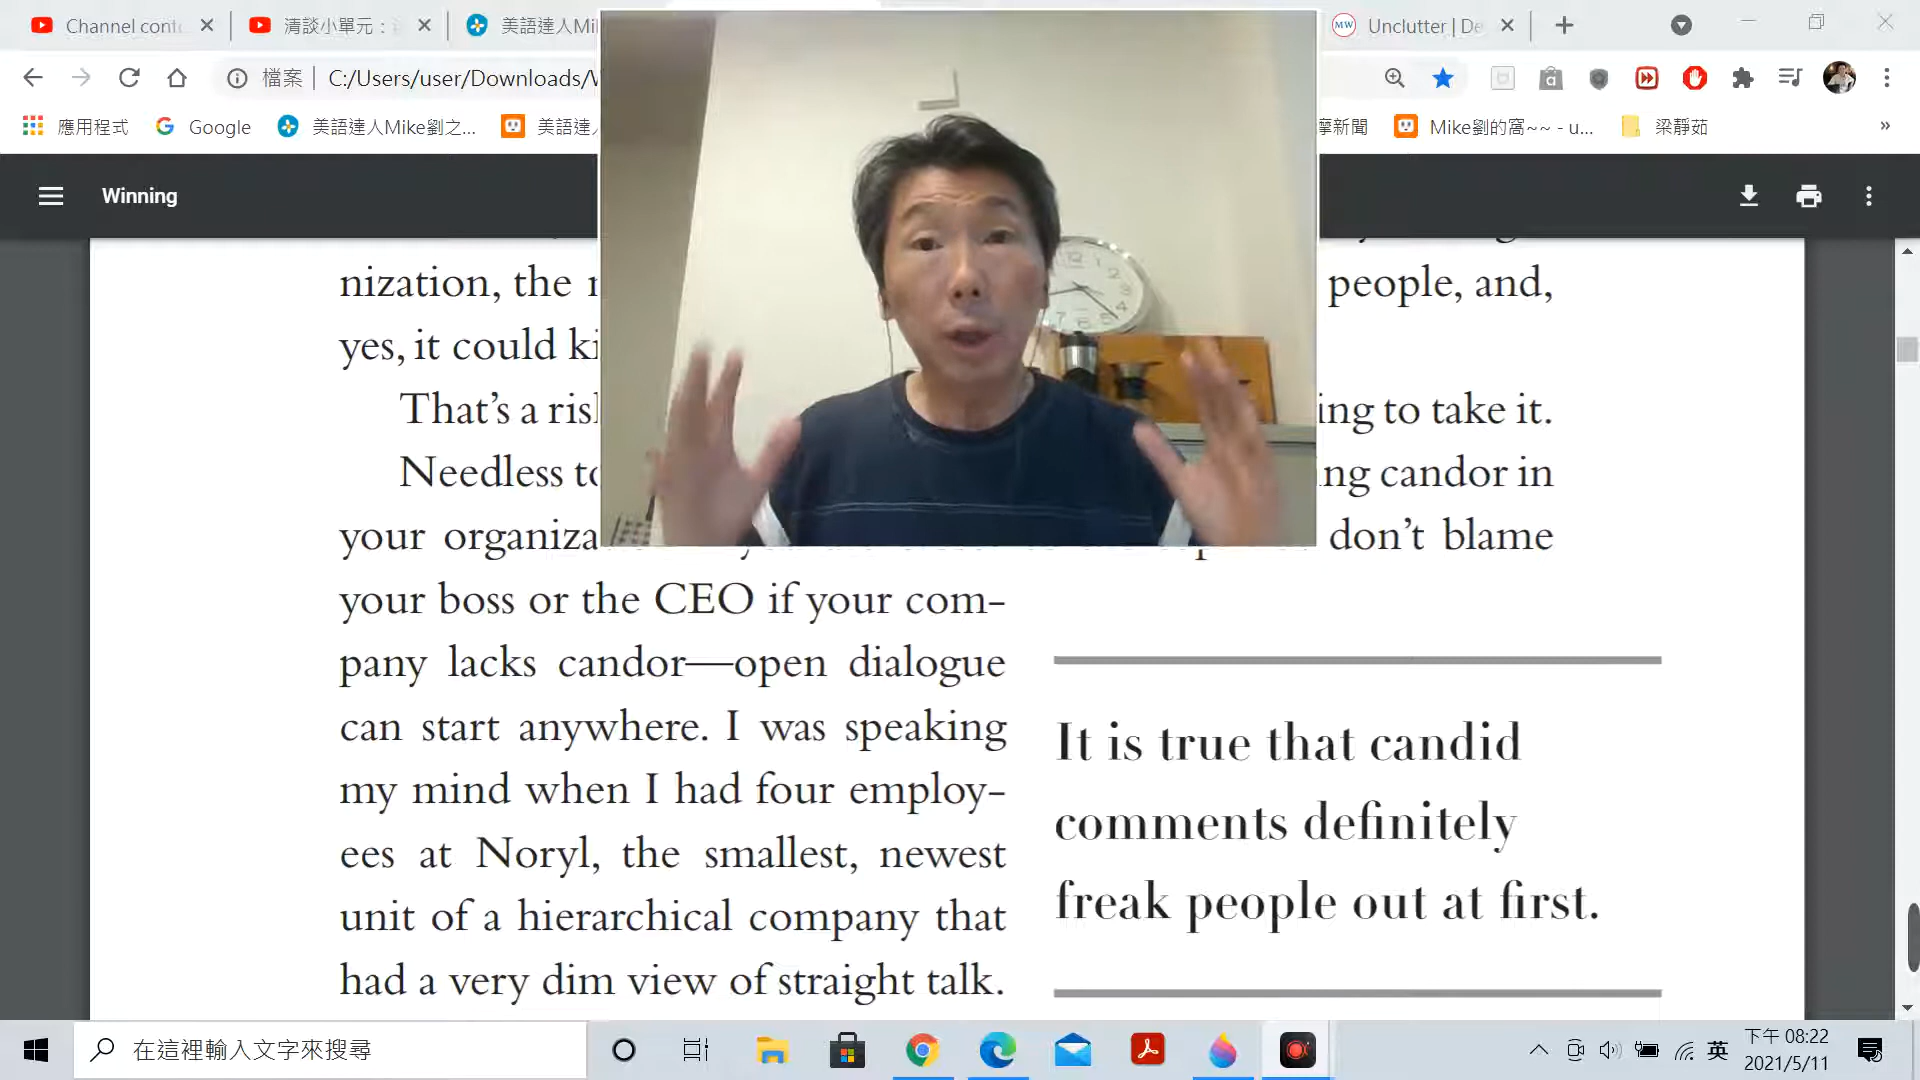 Channel conte
清談小單元：
美語達人Mi
Unclutter | De
檔案 | C:/Users/user/Downloads/W
應用程式
Google
美語達人Mike劉之...
美語達
摩新聞
Mike劉的窩~~ - u...
梁靜茹
»
Winning
nization, the
people, and,
yes, it could ki
That’s a ris
ing to take it.
Needless to
ing candor in
your organiza
don’t blame
your boss or the CEO if your com-
pany lacks candor—open dialogue
can start anywhere. I was speaking
my mind when I had four employ-
ees at Noryl, the smallest, newest
unit of a hierarchical company that
had a very dim view of straight talk.
It is true that candid
comments definitely
freak people out at first.
在這裡輸入文字來搜尋
英
下午 08:22
2021/5/11